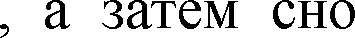 , а затем сно